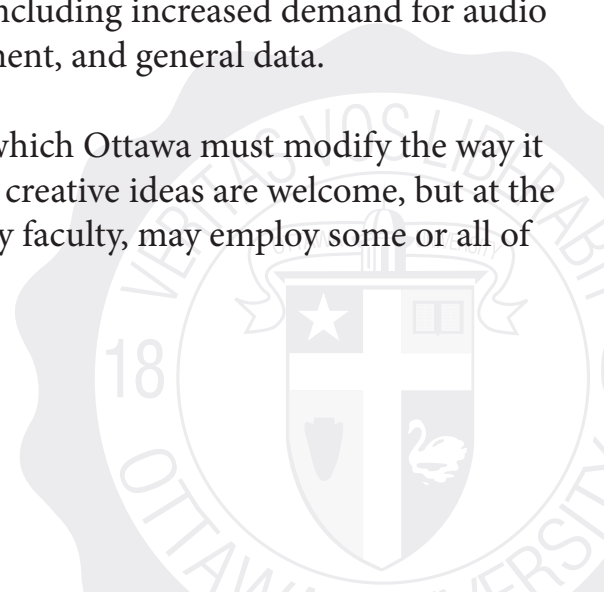 ncluding increased demand for audio
nent, and general data.
which Ottawa must modify the way it
creative ideas are welcome, but at the
y faculty, may employ some or all of
VERITAS VOS LIBRABIT
18
OTTAWA UNIVERSITY